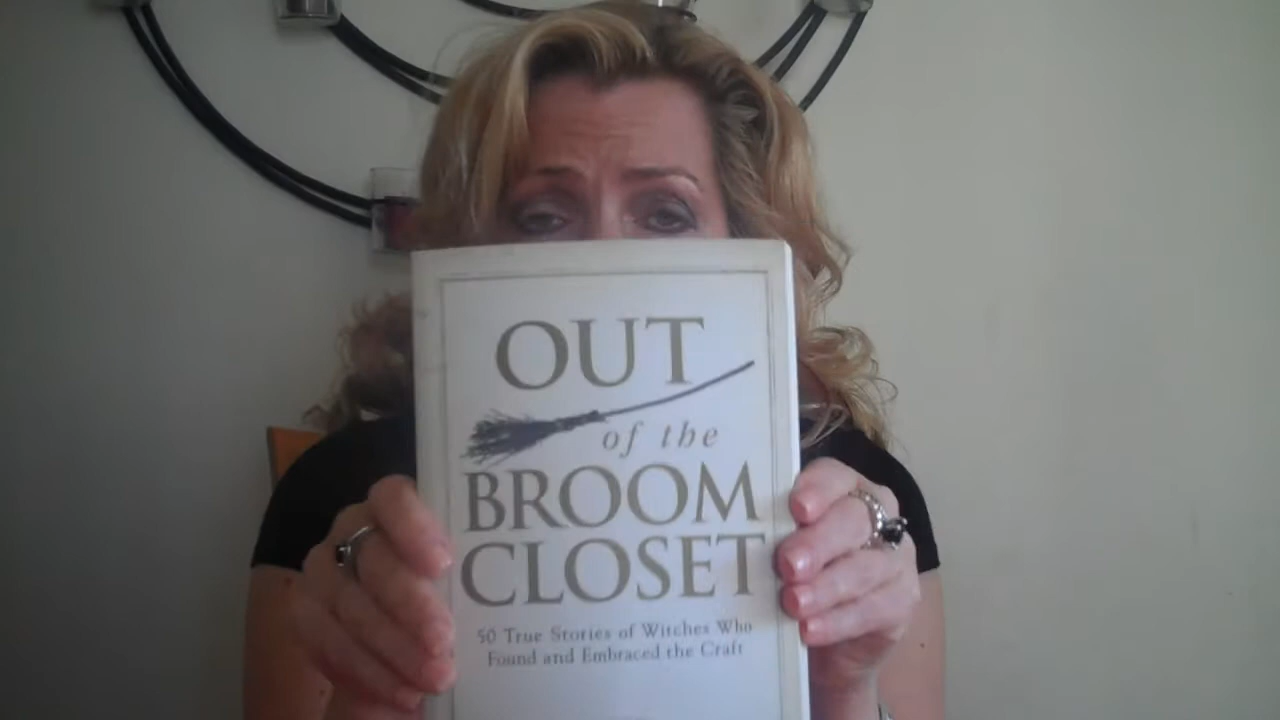 OUT
of the
BROOM
CLOSET
50 True Stories of Witches Who
Found and Embraced the Craft